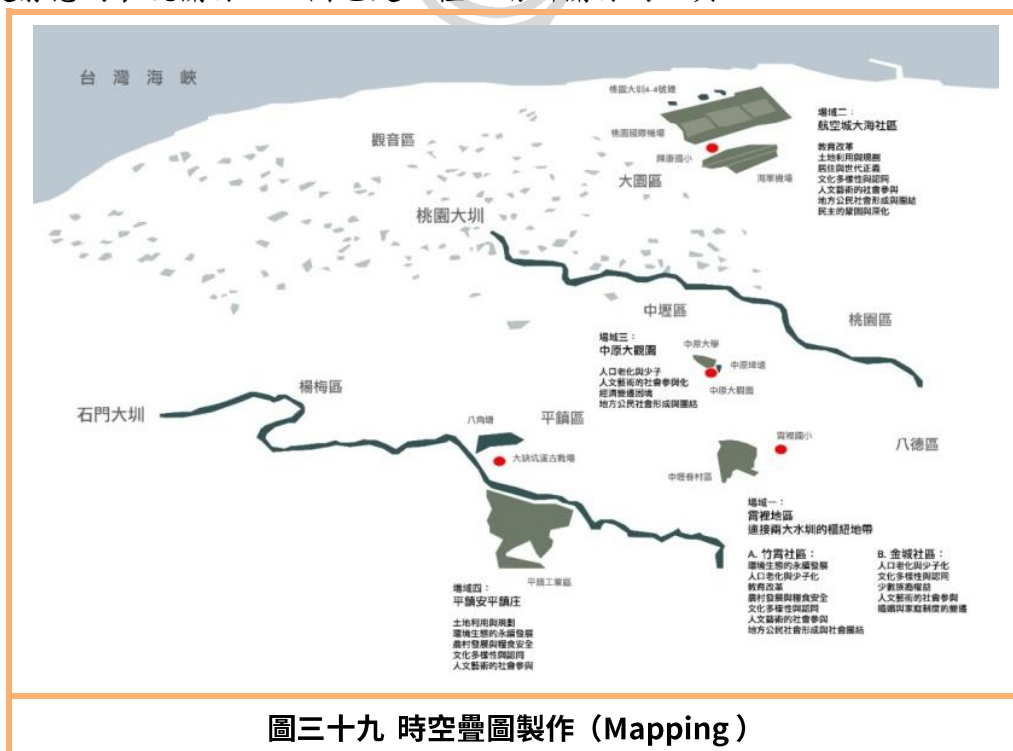 台灣海峽
桃園大圳4-4號塘
觀音區
桃園國際機場
陳康國小
大園區
海軍機場
場域二：
航空城大海社區
教育改革
土地利用與規劃
居住與世代正義
文化多樣性與認同
人文藝術的社會參與
地方公民社會形成與團結
民主的鞏固與深化
桃園大圳
中壢區
桃園區
場域三：
中原大觀園
人口老化與少子
人文藝術的社會參與化
經濟變遷困境
地方公民社會形成與團結
中原大學
中原埤塘
中原大觀園
楊梅區
石門大圳
八角塘
平鎮區
大缺坑溪古戰場
霄裡國小
八德區
中壢眷村區
場域一：
霄裡地區
連接兩大水圳的樞紐地帶
A. 竹霄社區：
環境生態的永續發展
人口老化與少子化
教育改革
農村發展與糧食安全
文化多樣性與認同
人文藝術的社會參與
地方公民社會形成與社會團結
B. 金城社區：
人口老化與少子化
文化多樣性與認同
少數族裔權益
人文藝術的社會參與
婚姻與家庭制度的變遷
平鎮工業區
場域四：
平鎮安平鎮庄
土地利用與規劃
環境生態的永續發展
農村發展與糧食安全
文化多樣性與認同
人文藝術的社會參與
圖三十九 時空疊圖製作（Mapping）